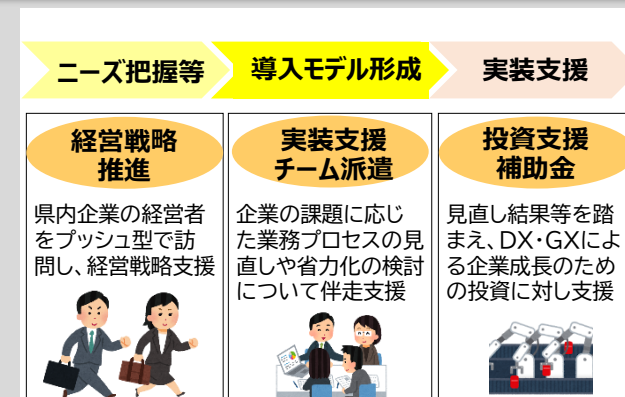 ニーズ把握等
導入モデル形成
実装支援
経営戦略
推進
県内企業の経営者
をプッシュ型で訪
問し、経営戦略支援
実装支援
チーム派遣
企業の課題に応じ
た業務プロセスの見
直しや省力化の検討
について伴走支援
投資支援
補助金
見直し結果等を踏
まえ、DX・GXによ
る企業成長のため
の投資に対し支援